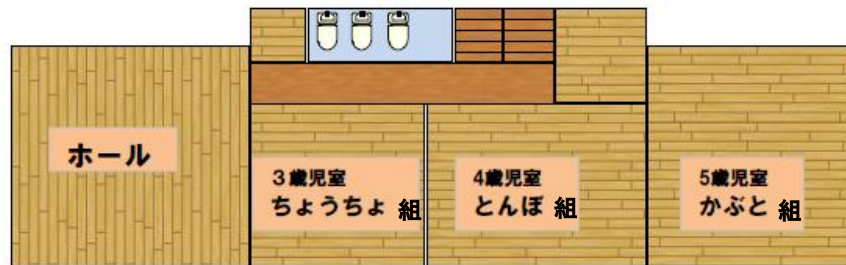 ホール
3歳児室
ちょうちょ 組
4歳児室
とんぼ 組
5歳児室
かぶと 組